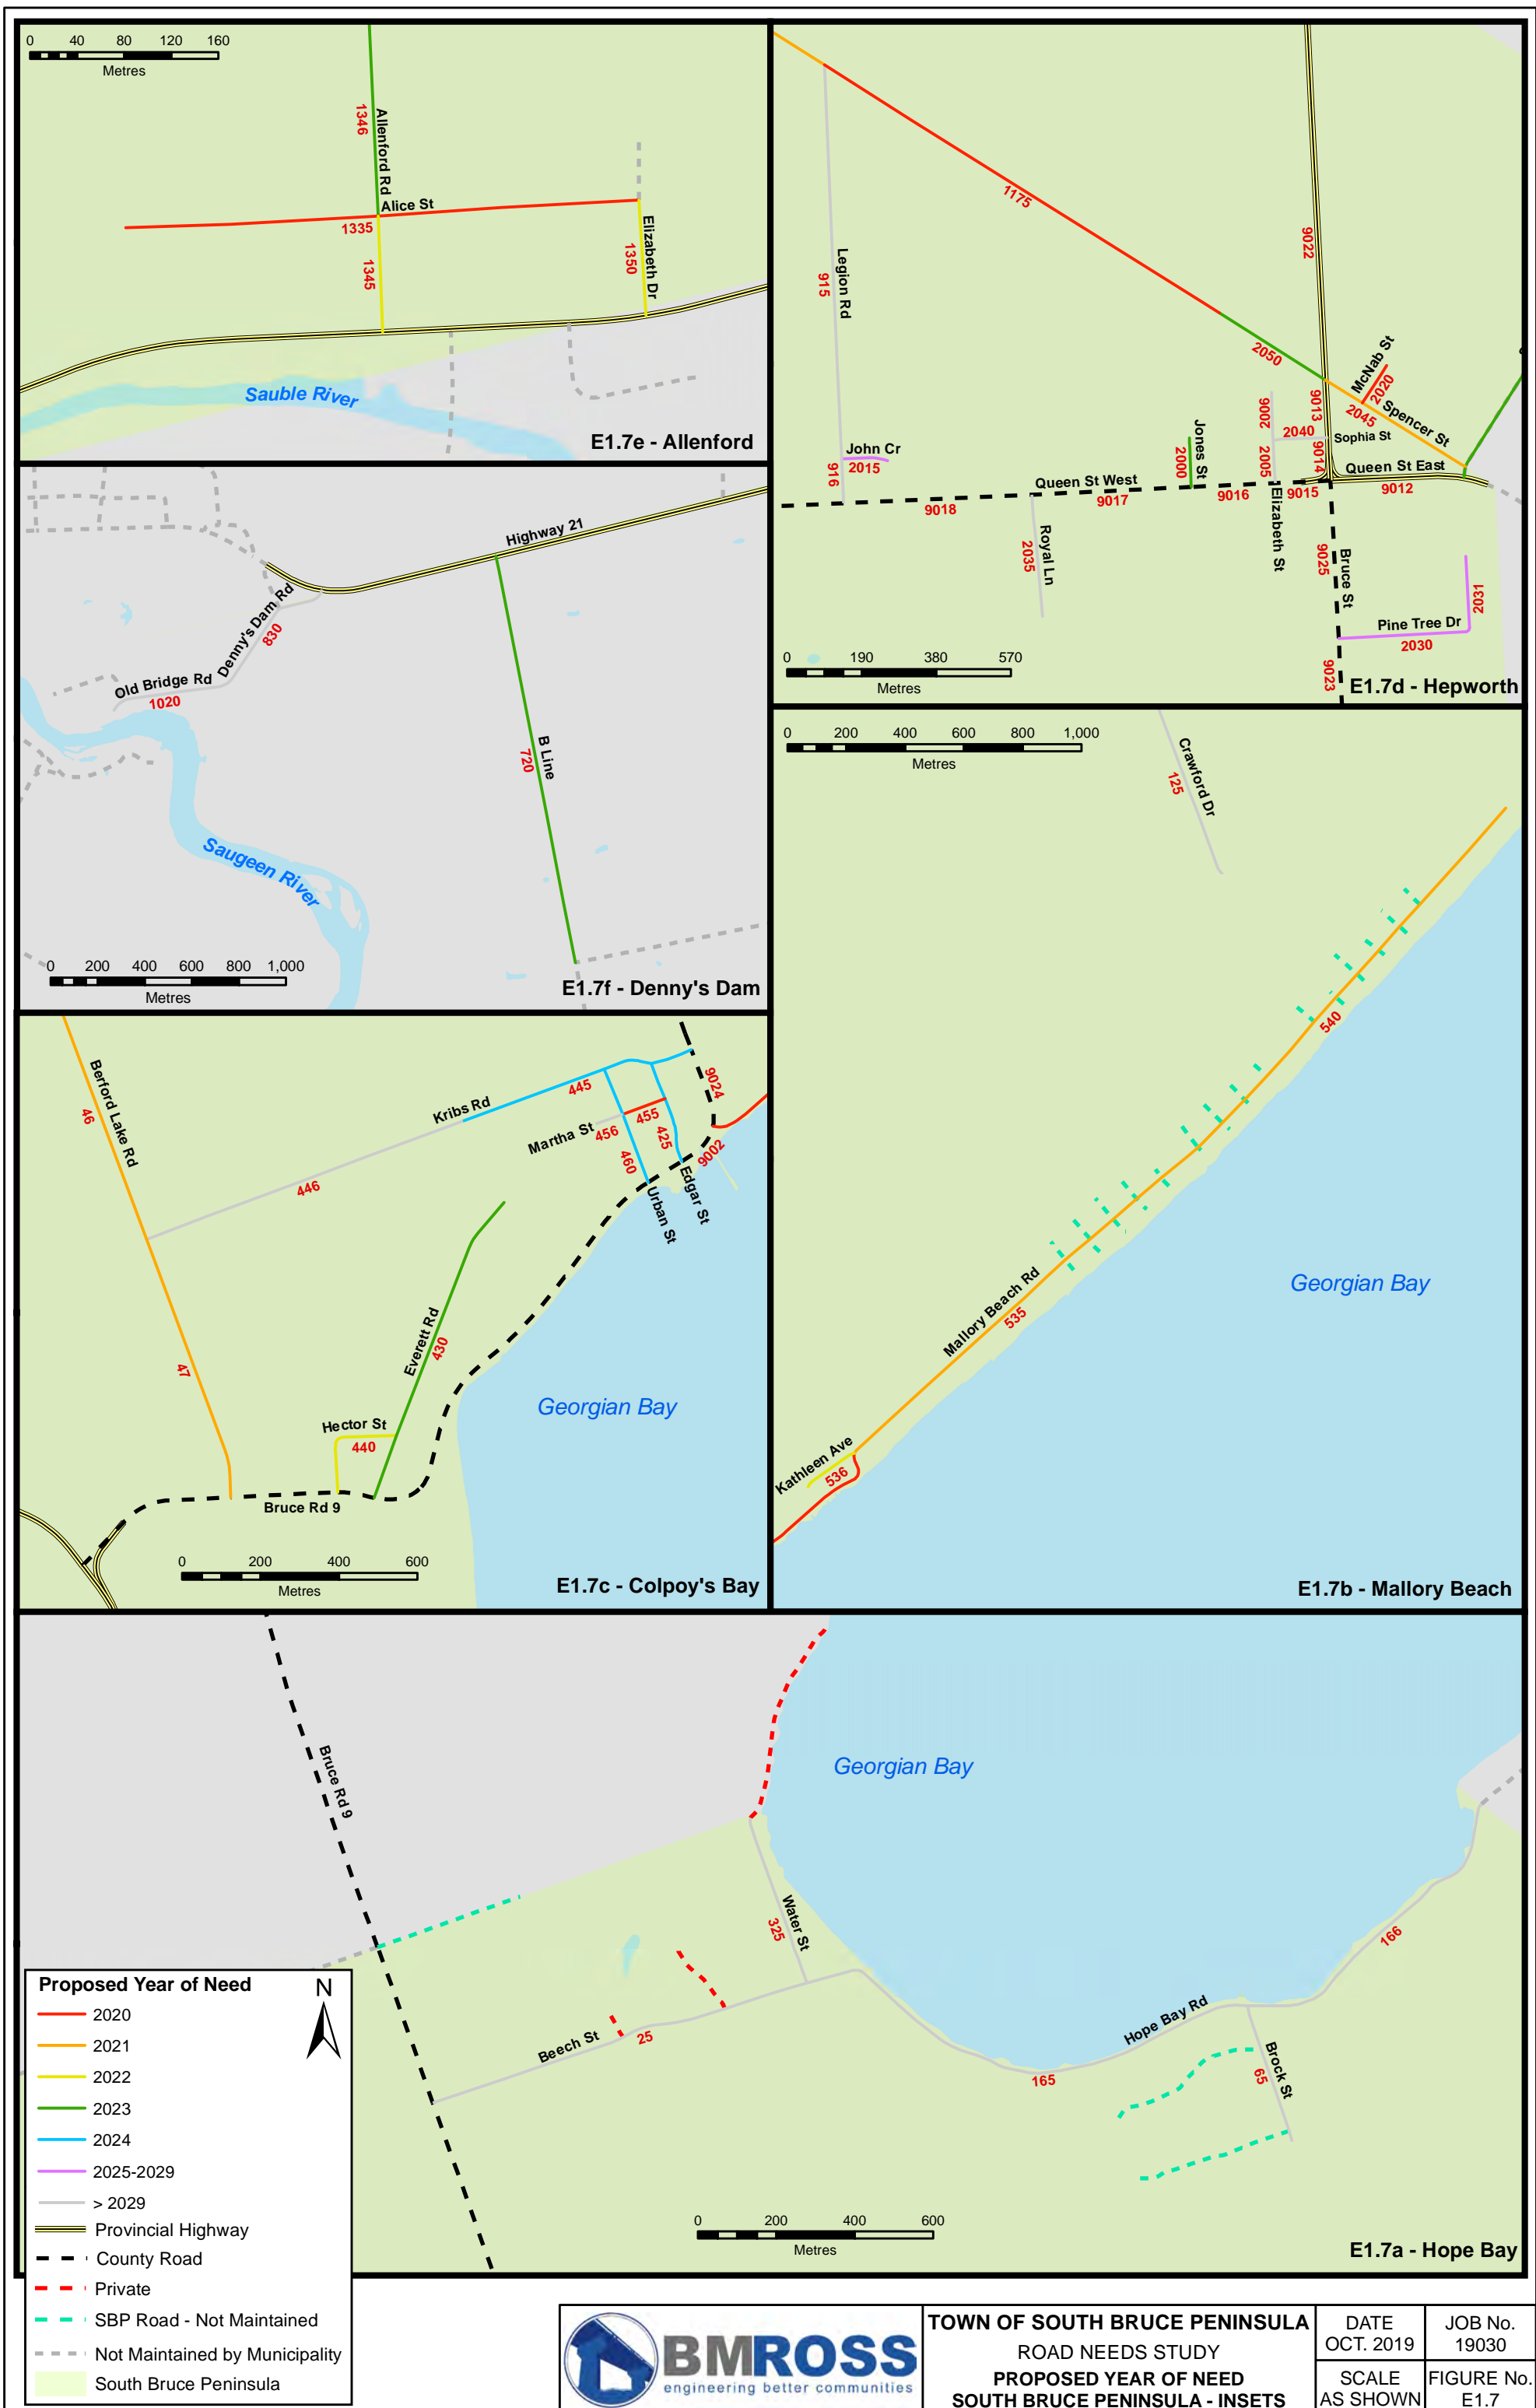 0 40 80 120 160
Metres
1346
Allenford Rd
Alice St
1335
1345
1350
Elizabeth Dr
Sauble River
E1.7e - Allenford
1175
Legion Rd
915
9022
2050
McNab St
2020
2045
Spencer St
9013
9002
2040
Sophia St
9014
2005
Jones St
2000
John Cr
2015
916
Queen St West
Queen St East
9018
9017
9016
9015
9012
Elizabeth St
Royal Ln
2035
9025
Bruce St
2031
Pine Tree Dr
2030
9023
0 190 380 570
Metres
E1.7d - Hepworth
Highway 21
Denny's Dam Rd
830
Old Bridge Rd
1020
B Line
720
Saugeen River
0 200 400 600 800 1,000
Metres
E1.7f - Denny's Dam
0 200 400 600 800 1,000
Metres
Crawford Dr
125
540
Georgian Bay
Mallory Beach Rd
535
Kathleen Ave
536
E1.7b - Mallory Beach
Berford Lake Rd
46
Kribs Rd
445
9024
455
Martha St
456
425
460
9002
Edgar St
Urban St
446
Everett Rd
430
47
Georgian Bay
Hector St
440
Bruce Rd 9
0 200 400 600
Metres
E1.7c - Colpoy's Bay
Bruce Rd 9
Georgian Bay
Water St
325
166
Hope Bay Rd
Beech St
25
165
Brock St
65
0 200 400 600
Metres
E1.7a - Hope Bay
Proposed Year of Need
N
2020
2021
2022
2023
2024
2025-2029
> 2029
Provincial Highway
County Road
Private
SBP Road - Not Maintained
Not Maintained by Municipality
South Bruce Peninsula
BMROSS
engineering better communities
TOWN OF SOUTH BRUCE PENINSULA
ROAD NEEDS STUDY
PROPOSED YEAR OF NEED
SOUTH BRUCE PENINSULA - INSETS
DATE
OCT. 2019
JOB No.
19030
SCALE
AS SHOWN
FIGURE No.
E1.7